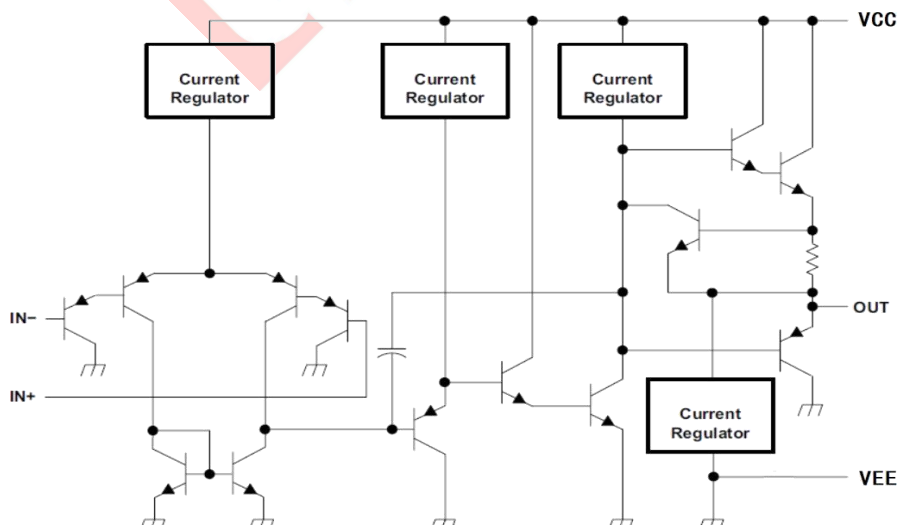 VCC
Current
Regulator
Current
Regulator
Current
Regulator
IN−
OUT
IN+
Current
Regulator
VEE